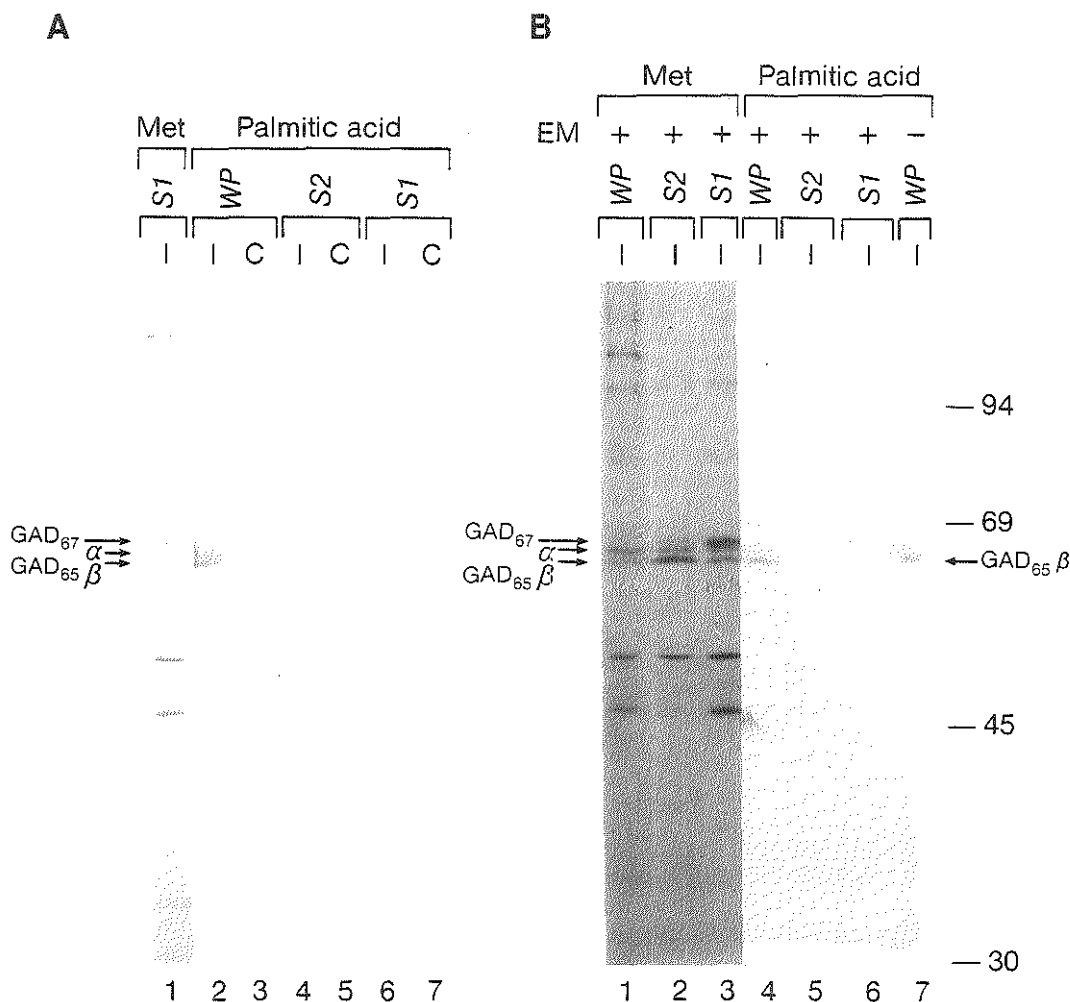 A
Met Palmitic acid
S1 WP S2 S1
I I C I C I C
GAD67
α
GAD65 β
1 2 3 4 5 6 7
B
Met Palmitic acid
EM + + + + + + −
WP S2 S1 WP S2 S1 WP
I I I I I I I
94
69
GAD67
α
GAD65 β
GAD65 β
45
30
1 2 3 4 5 6 7